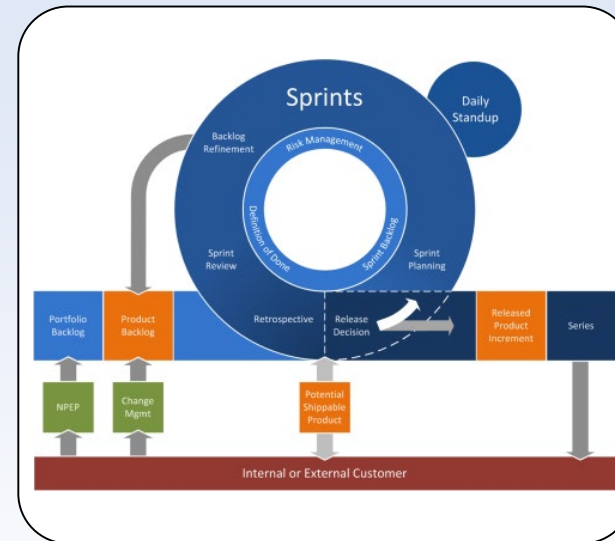 Sprints
Daily
Standup
Backlog
Refinement
Risk Management
Definition of Done
Sprint Backlog
Sprint
Review
Sprint
Planning
Portfolio
Backlog
Product
Backlog
Retrospective
Release
Decision
Released
Product
Increment
Series
NPEP
Change
Mgmt
Potential
Shippable
Product
Internal or External Customer